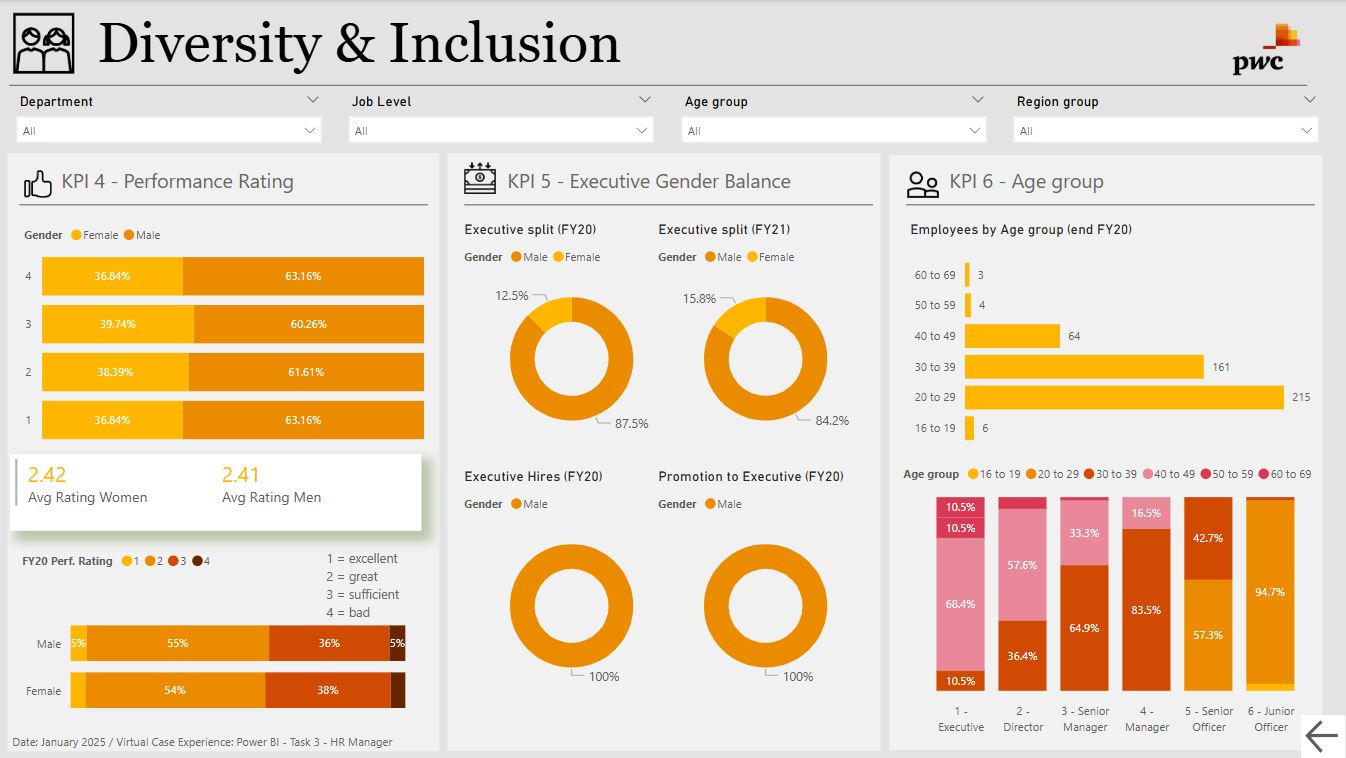 Diversity & Inclusion
pwc
Department
Job Level
Age group
Region group
All
All
All
All
KPI 4 - Performance Rating
Gender Female Male
4 36.84% 63.16%
3 39.74% 60.26%
2 38.39% 61.61%
1 36.84% 63.16%
2.42
Avg Rating Women
2.41
Avg Rating Men
FY20 Perf. Rating 1 2 3 4
1 = excellent
2 = great
3 = sufficient
4 = bad
Male 5% 55% 36% 5%
Female 54% 38%
Date: January 2025 / Virtual Case Experience: Power BI - Task 3 - HR Manager
KPI 5 - Executive Gender Balance
Executive split (FY20)
Gender Male Female
12.5%
87.5%
Executive split (FY21)
Gender Male Female
15.8%
84.2%
Executive Hires (FY20)
Gender Male
100%
Promotion to Executive (FY20)
Gender Male
100%
KPI 6 - Age group
Employees by Age group (end FY20)
60 to 69 3
50 to 59 4
40 to 49 64
30 to 39 161
20 to 29 215
16 to 19 6
Age group 16 to 19 20 to 29 30 to 39 40 to 49 50 to 59 60 to 69
10.5%
10.5%
68.4%
10.5%
57.6%
36.4%
33.3%
64.9%
16.5%
83.5%
42.7%
57.3%
94.7%
1 -
Executive
2 -
Director
3 - Senior
Manager
4 -
Manager
5 - Senior
Officer
6 - Junior
Officer